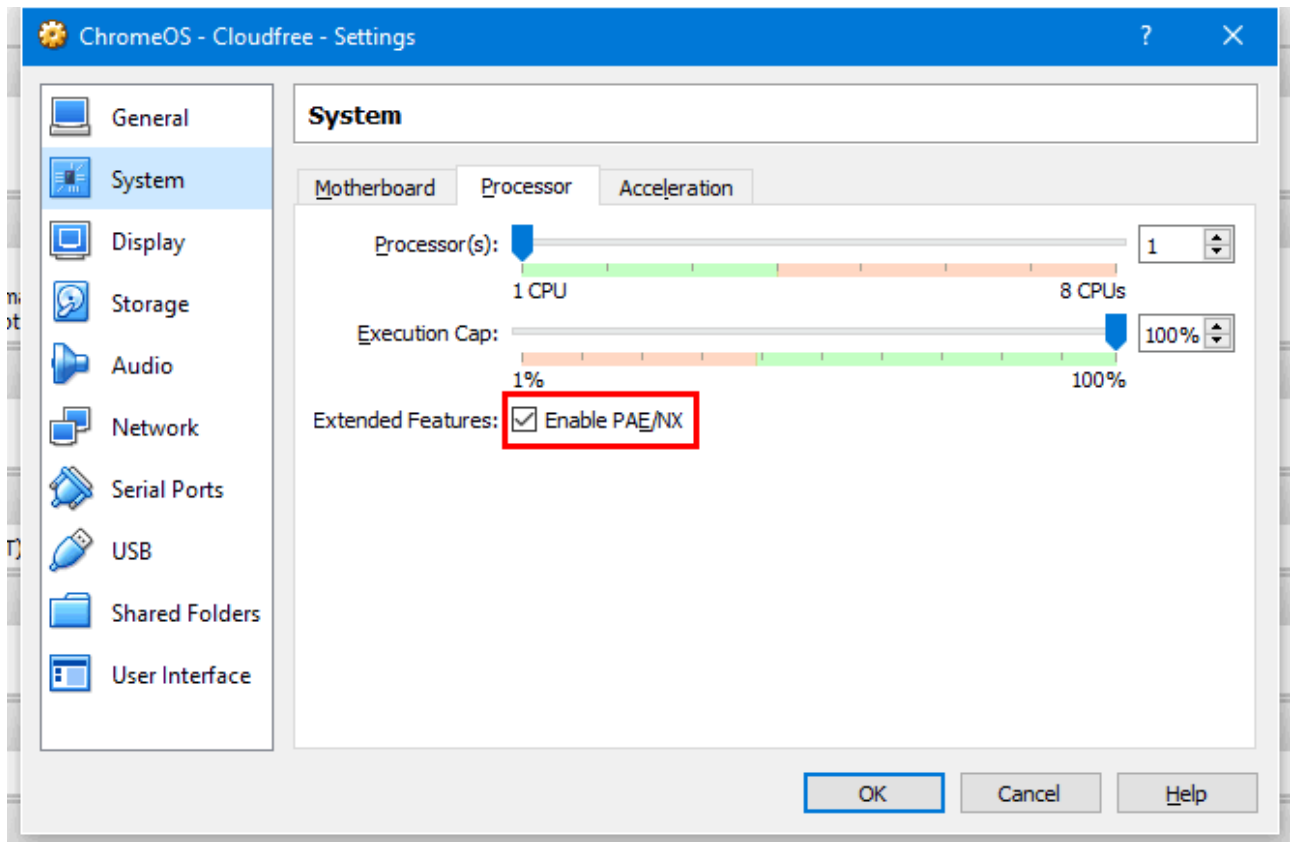 ChromeOS - Cloudfree - Settings ?
General
System
Display
Storage
Audio
Network
Serial Ports
USB
Shared Folders
User Interface
System
Motherboard Processor Acceleration
Processor(s): 1
1 CPU 8 CPUs
Execution Cap: 100%
1% 100%
Extended Features: Enable PAE/NX
OK Cancel Help